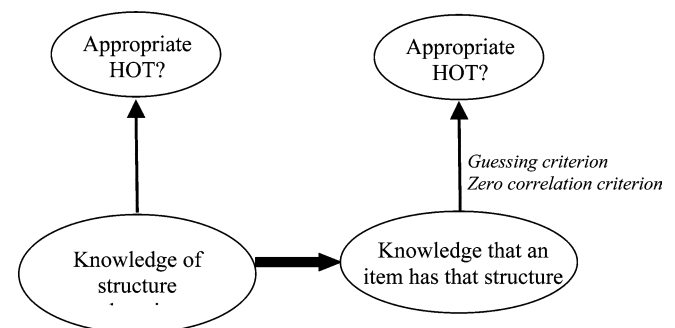 Appropriate
HOT?
Appropriate
HOT?
Guessing criterion
Zero correlation criterion
Knowledge of
structure
Knowledge that an
item has that structure